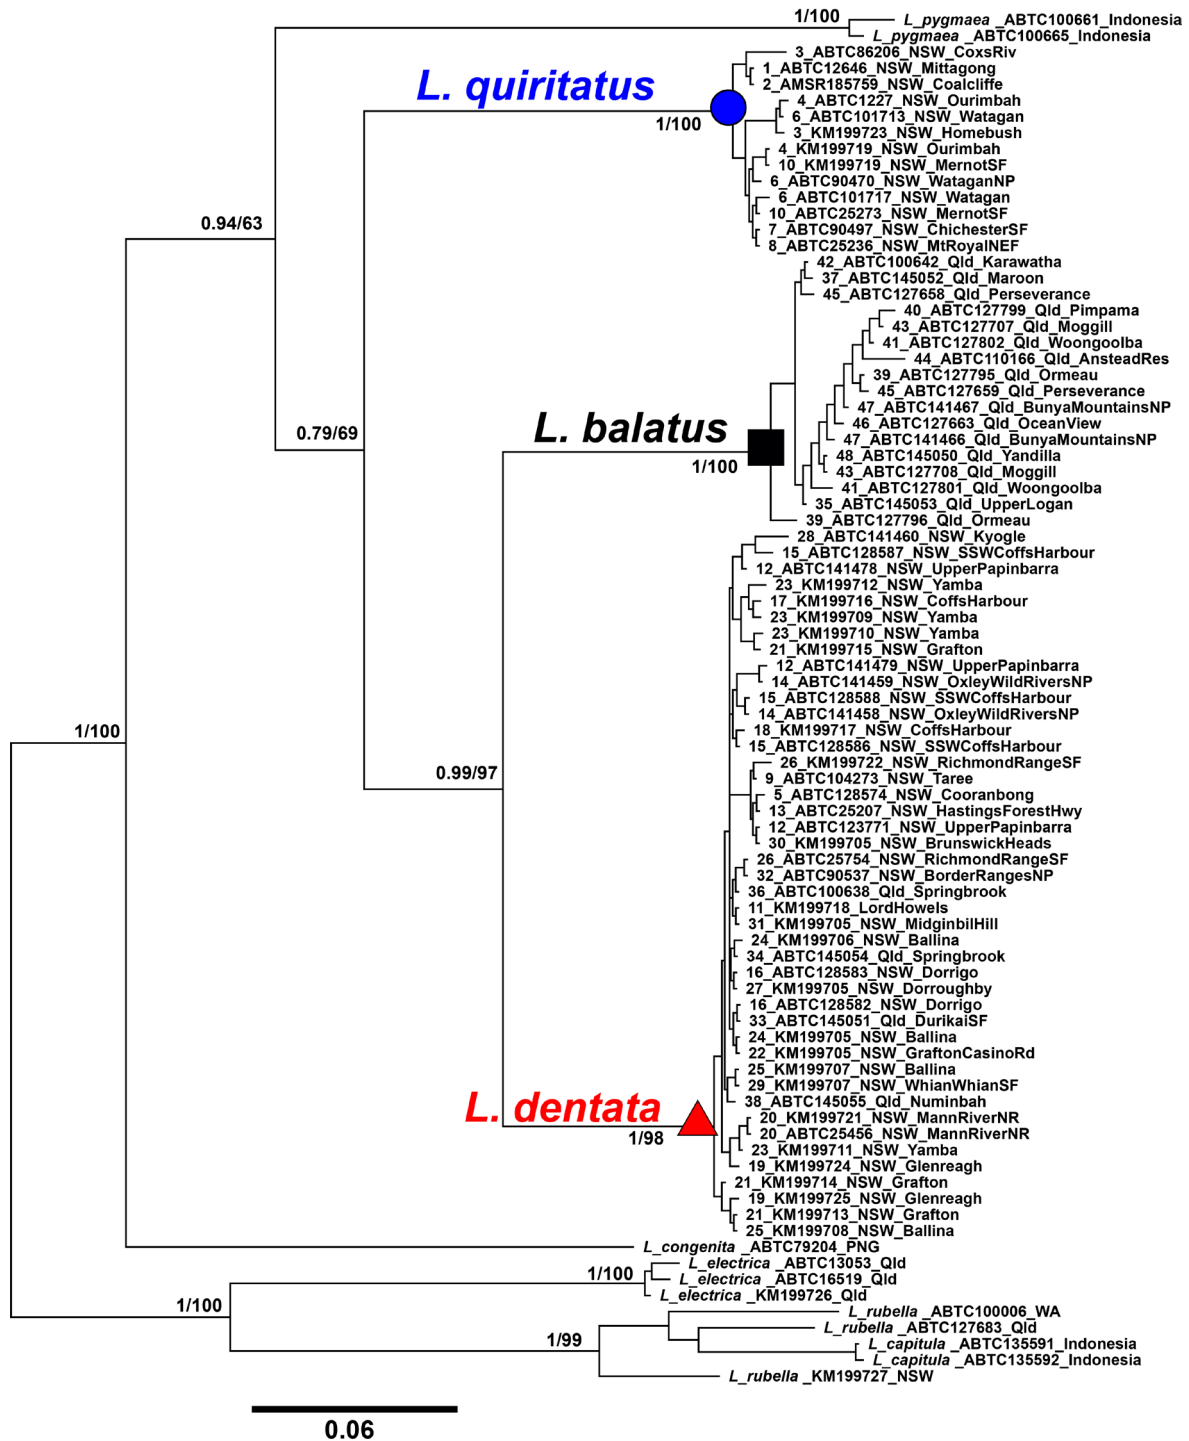 1/100
L_pygmaea _ABTC100661_Indonesia
L_pygmaea _ABTC100665_Indonesia
3_ABTC86206_NSW_CoxsRiv
1_ABTC12646_NSW_Mittagong
L. quiritatus
2_AMSR185759_NSW_Coalcliffe
4_ABTC1227_NSW_Ourimbah
6_ABTC101713_NSW_Watagan
1/100
3_KM199723_NSW_Homebush
4_KM199719_NSW_Ourimbah
10_KM199719_NSW_MernotSF
6_ABTC90470_NSW_WataganNP
6_ABTC101717_NSW_Watagan
10_ABTC25273_NSW_MernotSF
0.94/63
7_ABTC90497_NSW_ChichesterSF
8_ABTC25236_NSW_MtRoyalNEF
42_ABTC100642_Qld_Karawatha
37_ABTC145052_Qld_Maroon
45_ABTC127658_Qld_Perseverance
40_ABTC127799_Qld_Pimpama
43_ABTC127707_Qld_Moggill
41_ABTC127802_Qld_Woongoolba
44_ABTC110166_Qld_AnsteadRes
39_ABTC127795_Qld_Ormeau
45_ABTC127659_Qld_Perseverance
47_ABTC141467_Qld_BunyaMountainsNP
46_ABTC127663_Qld_OceanView
L. balatus
0.79/69
47_ABTC141466_Qld_BunyaMountainsNP
48_ABTC145050_Qld_Yandilla
1/100
43_ABTC127708_Qld_Moggill
41_ABTC127801_Qld_Woongoolba
35_ABTC145053_Qld_UpperLogan
39_ABTC127796_Qld_Ormeau
28_ABTC141460_NSW_Kyogle
15_ABTC128587_NSW_SSWCoffsHarbour
12_ABTC141478_NSW_UpperPapinbarra
23_KM199712_NSW_Yamba
17_KM199716_NSW_CoffsHarbour
23_KM199709_NSW_Yamba
23_KM199710_NSW_Yamba
21_KM199715_NSW_Grafton
12_ABTC141479_NSW_UpperPapinbarra
14_ABTC141459_NSW_OxleyWildRiversNP
15_ABTC128588_NSW_SSWCoffsHarbour
14_ABTC141458_NSW_OxleyWildRiversNP
1/100
18_KM199717_NSW_CoffsHarbour
15_ABTC128586_NSW_SSWCoffsHarbour
26_KM199722_NSW_RichmondRangeSF
0.99/97
9_ABTC104273_NSW_Taree
5_ABTC128574_NSW_Cooranbong
13_ABTC25207_NSW_HastingsForestHwy
12_ABTC123771_NSW_UpperPapinbarra
30_KM199705_NSW_BrunswickHeads
26_ABTC25754_NSW_RichmondRangeSF
32_ABTC90537_NSW_BorderRangesNP
36_ABTC100638_Qld_Springbrook
11_KM199718_LordHoweIs
31_KM199705_NSW_MidginbilHill
24_KM199706_NSW_Ballina
34_ABTC145054_Qld_Springbrook
16_ABTC128583_NSW_Dorrigo
27_KM199705_NSW_Dorroughby
16_ABTC128582_NSW_Dorrigo
33_ABTC145051_Qld_DurikaiSF
24_KM199705_NSW_Ballina
22_KM199705_NSW_GraftonCasinoRd
25_KM199707_NSW_Ballina
29_KM199707_NSW_WhianWhianSF
38_ABTC145055_Qld_Numinbah
L. dentata
20_KM199721_NSW_MannRiverNR
20_ABTC25456_NSW_MannRiverNR
1/98
23_KM199711_NSW_Yamba
19_KM199724_NSW_Glenreagh
21_KM199714_NSW_Grafton
19_KM199725_NSW_Glenreagh
21_KM199713_NSW_Grafton
25_KM199708_NSW_Ballina
L_congenita _ABTC79204_PNG
L_electrica _ABTC13053_Qld
1/100
L_electrica _ABTC16519_Qld
L_electrica _KM199726_Qld
1/100
L_rubella _ABTC100006_WA
L_rubella _ABTC127683_Qld
1/99
L_capitula _ABTC135591_Indonesia
L_capitula _ABTC135592_Indonesia
L_rubella _KM199727_NSW
0.06